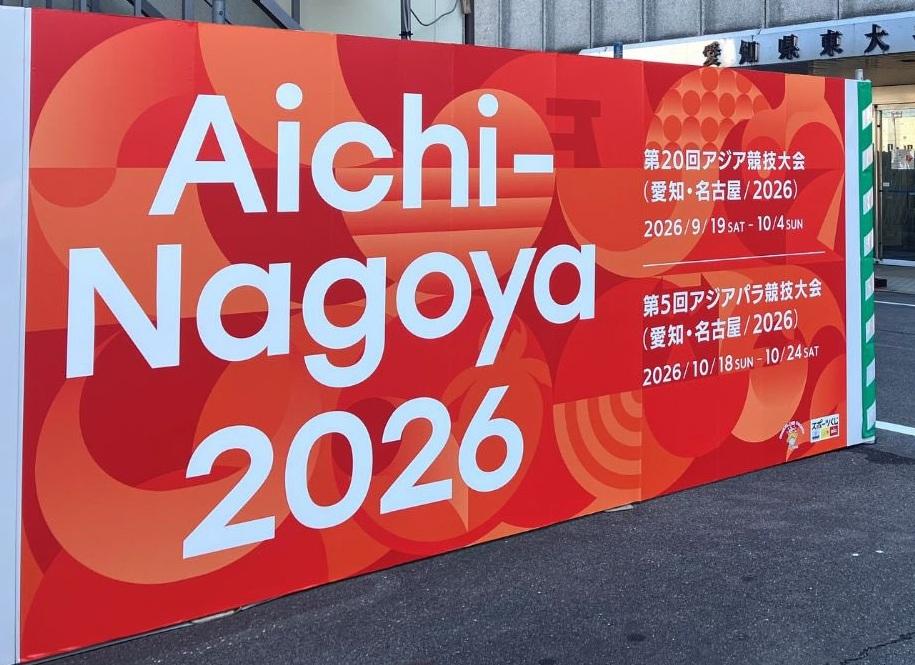 愛知県東大
Aichi-
Nagoya
2026
第20回アジア競技大会
(愛知・名古屋/2026)
2026/9/19 SAT - 10/4 SUN
第5回アジアパラ競技大会
(愛知・名古屋/2026)
2026/10/18 SUN - 10/24 SAT
スポーツくじ